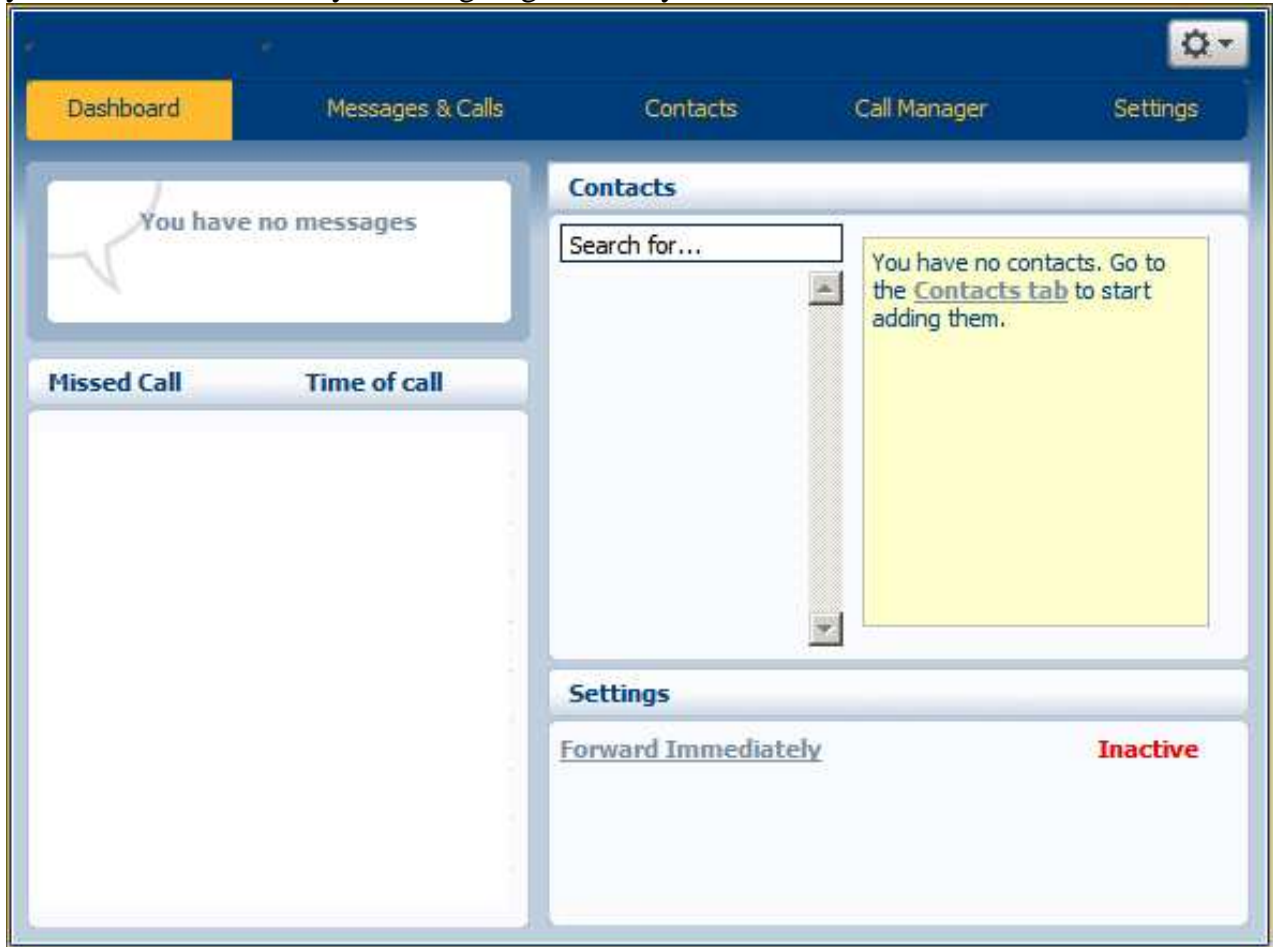 Dashboard
Messages & Calls
Contacts
Call Manager
Settings
You have no messages
Missed Call
Time of call
Contacts
Search for...
You have no contacts. Go to
the Contacts tab to start
adding them.
Settings
Forward Immediately
Inactive